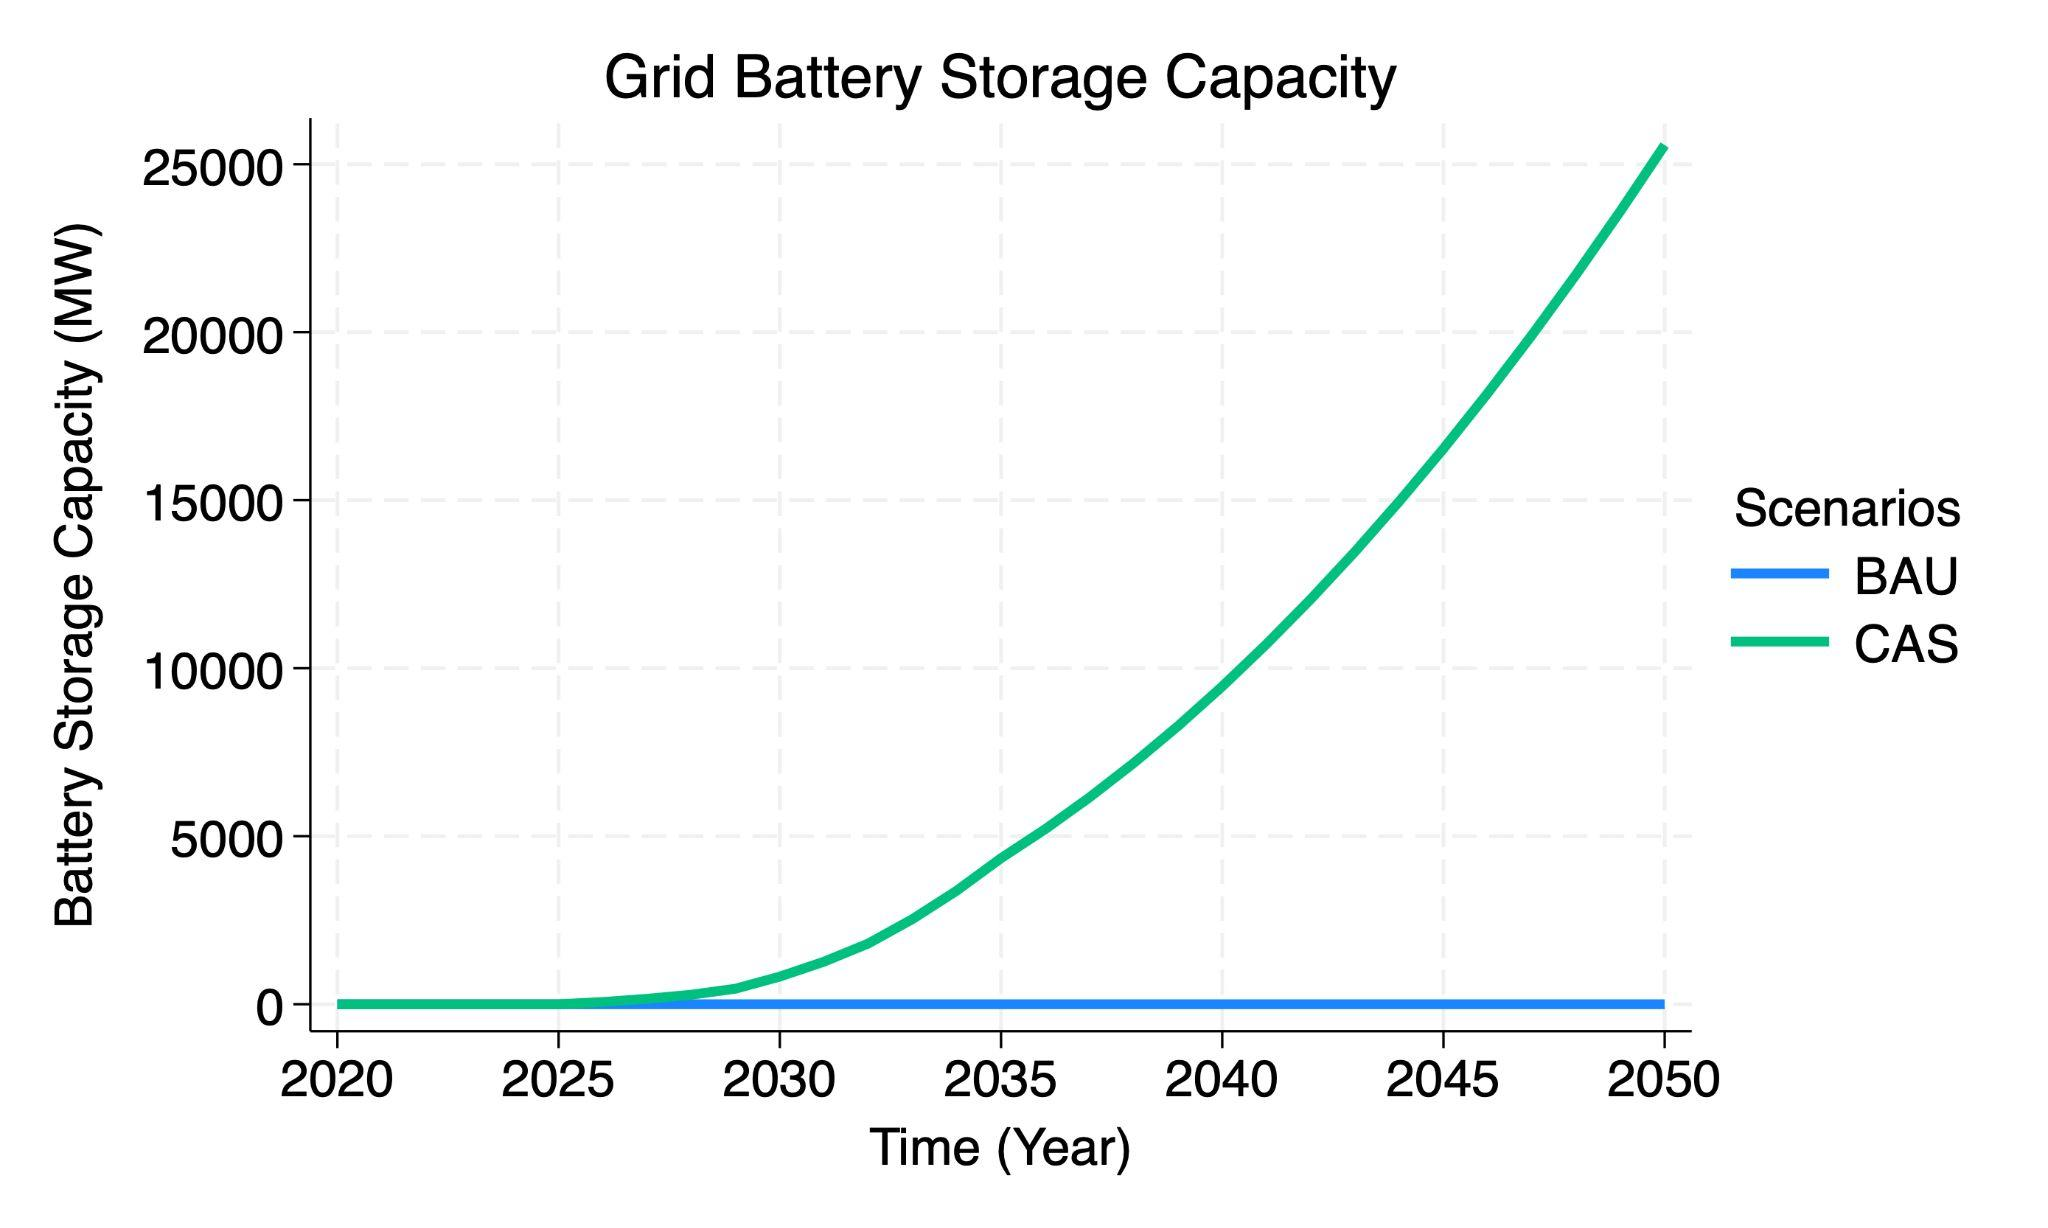 Grid Battery Storage Capacity
Battery Storage Capacity (MW)
25000
20000
15000
10000
5000
0
2020 2025 2030 2035 2040 2045 2050
Time (Year)
Scenarios
BAU
CAS